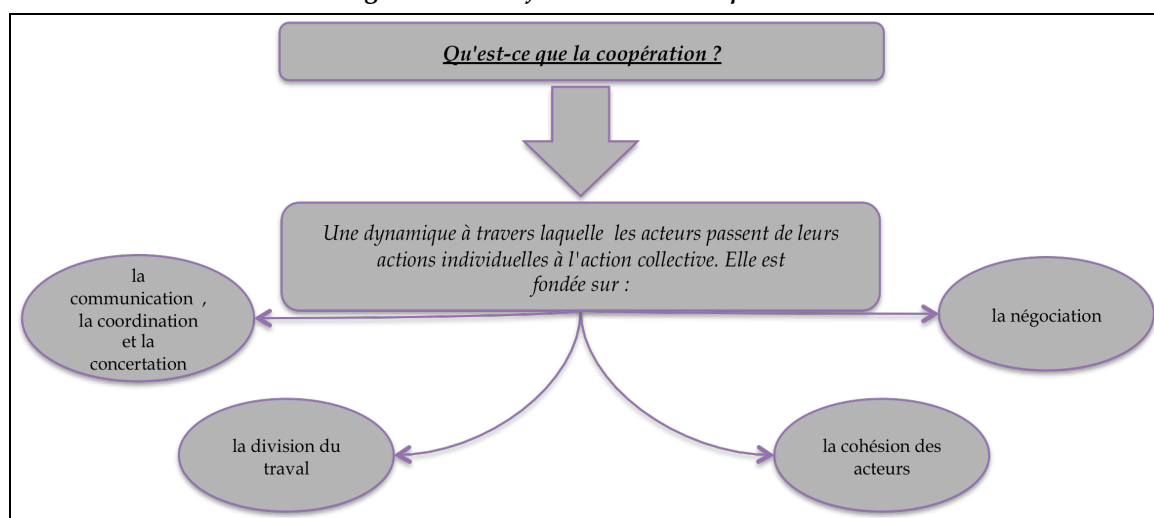 Qu'est-ce que la coopération ?
Une dynamique à travers laquelle les acteurs passent de leurs
actions individuelles à l'action collective. Elle est
fondée sur :
la
communication ,
la coordination
et la
concertation
la négociation
la division du
traval
la cohésion des
acteurs